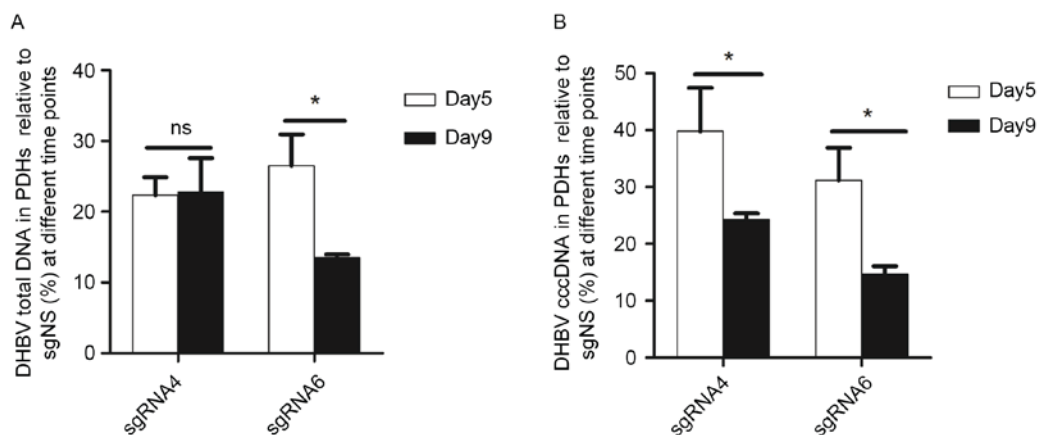 A
DHBV total DNA in PDHs relative to
sgNS (%) at different time points
40
30
20
10
0
ns
*
Day5
Day9
sgRNA4
sgRNA6
B
DHBV cccDNA in PDHs relative to
sgNS (%) at different time points
50
40
30
20
10
0
*
*
Day5
Day9
sgRNA4
sgRNA6